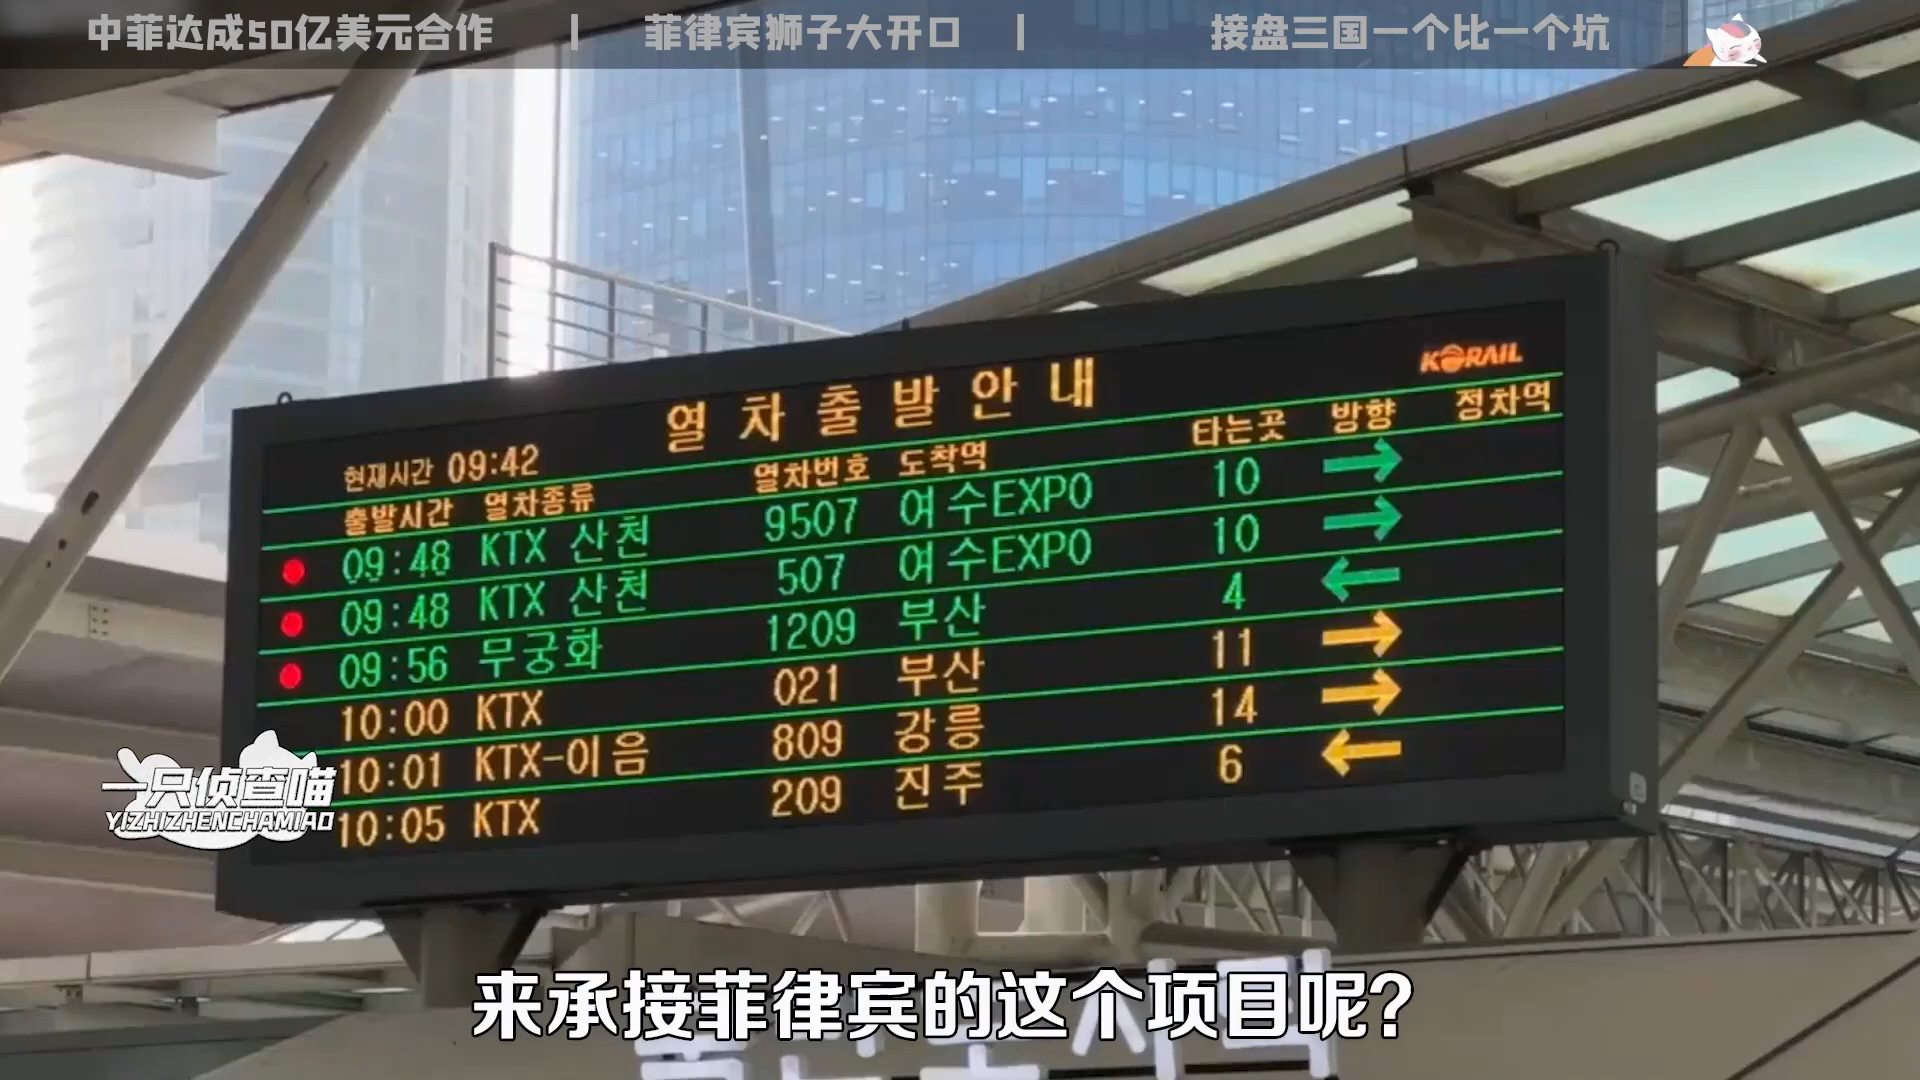 中菲达成50亿美元合作 | 菲律宾狮子大开口 | 接盘三国一个比一个坑
KORAIL
열차출발안내
현재시간 09:42
출발시간 열차종류 열차번호 도착역 타는곳 방향 정차역
09:48 KTX 산천 9507 여수EXPO 10 →
09:48 KTX 산천 507 여수EXPO 10 →
09:56 무궁화 1209 부산 4 ←
10:00 KTX 021 부산 11 →
10:01 KTX-이음 809 강릉 14 →
10:05 KTX 209 진주 6 ←
一只侦查喵
YIZHIZHENCHAMIAO
来承接菲律宾的这个项目呢?